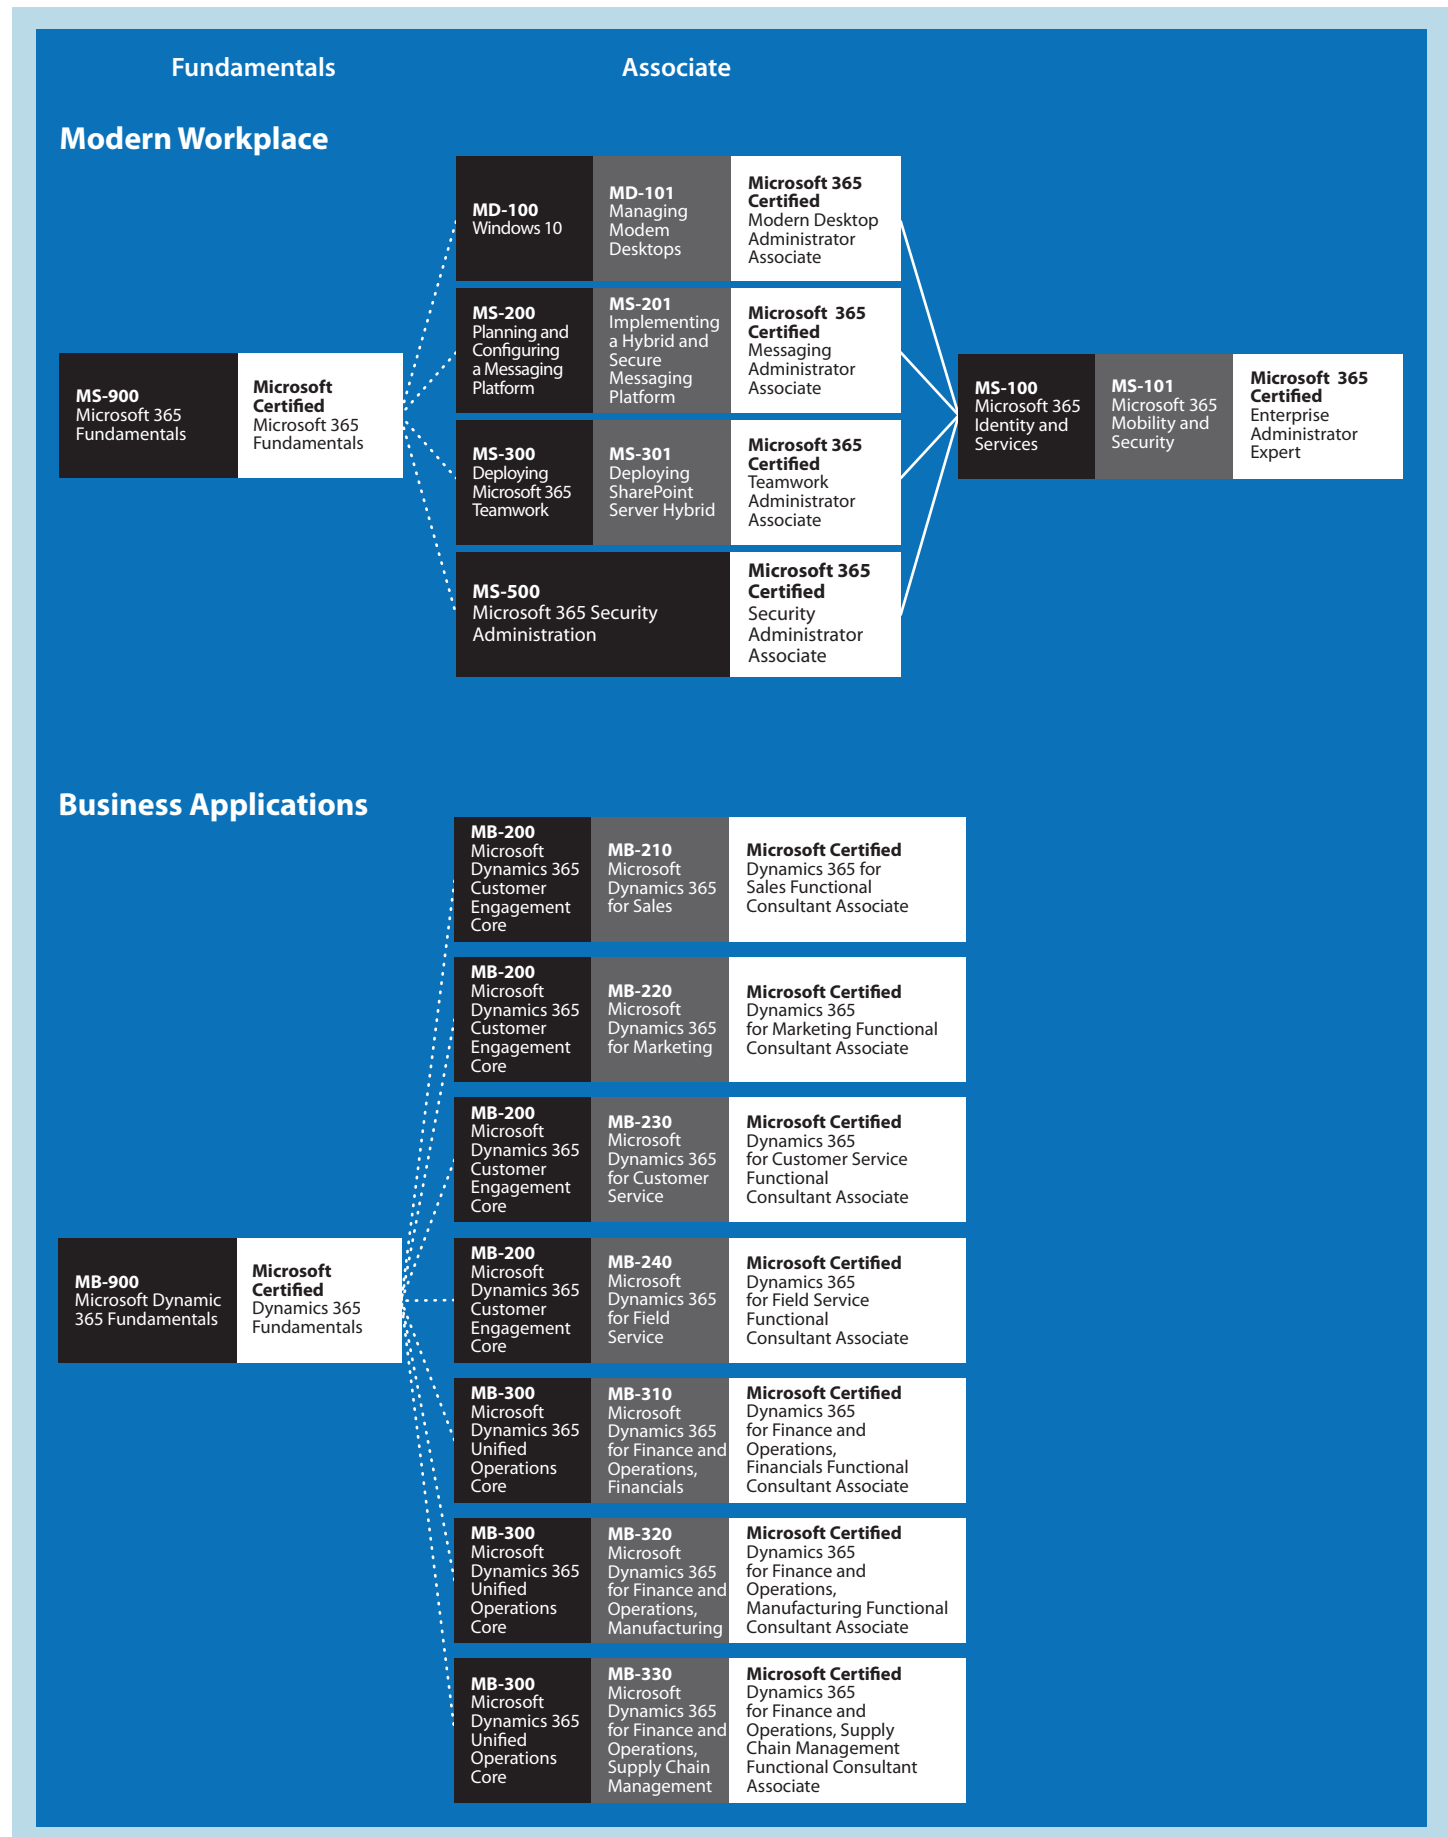 Fundamentals
Associate
Modern Workplace
MD-100
Windows 10
MD-101
Managing
Modem
Desktops
Microsoft 365
Certified
Modern Desktop
Administrator
Associate
MS-200
Planning and
Configuring
a Messaging
Platform
MS-201
Implementing
a Hybrid and
Secure
Messaging
Platform
Microsoft 365
Certified
Messaging
Administrator
Associate
MS-900
Microsoft 365
Fundamentals
Microsoft
Certified
Microsoft 365
Fundamentals
MS-100
Microsoft 365
Identity and
Services
MS-101
Microsoft 365
Mobility and
Security
Microsoft 365
Certified
Enterprise
Administrator
Expert
MS-300
Deploying
Microsoft 365
Teamwork
MS-301
Deploying
SharePoint
Server Hybrid
Microsoft 365
Certified
Teamwork
Administrator
Associate
MS-500
Microsoft 365 Security
Administration
Microsoft 365
Certified
Security
Administrator
Associate
Business Applications
MB-200
Microsoft
Dynamics 365
Customer
Engagement
Core
MB-210
Microsoft
Dynamics 365
for Sales
Microsoft Certified
Dynamics 365 for
Sales Functional
Consultant Associate
MB-200
Microsoft
Dynamics 365
Customer
Engagement
Core
MB-220
Microsoft
Dynamics 365
for Marketing
Microsoft Certified
Dynamics 365
for Marketing Functional
Consultant Associate
MB-200
Microsoft
Dynamics 365
Customer
Engagement
Core
MB-230
Microsoft
Dynamics 365
for Customer
Service
Microsoft Certified
Dynamics 365
for Customer Service
Functional
Consultant Associate
MB-900
Microsoft Dynamic
365 Fundamentals
Microsoft
Certified
Dynamics 365
Fundamentals
MB-200
Microsoft
Dynamics 365
Customer
Engagement
Core
MB-240
Microsoft
Dynamics 365
for Field
Service
Microsoft Certified
Dynamics 365
for Field Service
Functional
Consultant Associate
MB-300
Microsoft
Dynamics 365
Unified
Operations
Core
MB-310
Microsoft
Dynamics 365
for Finance and
Operations,
Financials
Microsoft Certified
Dynamics 365
for Finance and
Operations,
Financials Functional
Consultant Associate
MB-300
Microsoft
Dynamics 365
Unified
Operations
Core
MB-320
Microsoft
Dynamics 365
for Finance and
Operations,
Manufacturing
Microsoft Certified
Dynamics 365
for Finance and
Operations,
Manufacturing Functional
Consultant Associate
MB-300
Microsoft
Dynamics 365
Unified
Operations
Core
MB-330
Microsoft
Dynamics 365
for Finance and
Operations,
Supply Chain
Management
Microsoft Certified
Dynamics 365
for Finance and
Operations, Supply
Chain Management
Functional Consultant
Associate